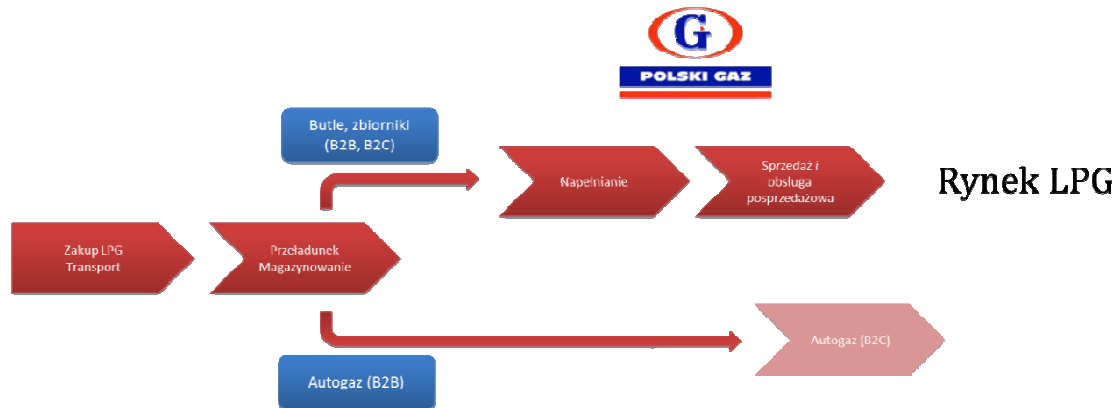 G
POLSKI GAZ
Butle, zbiorniki
(B2B, B2C)
Napełnianie
Sprzedaż i
obsługa
posprzedażowa
Rynek LPG
Zakup LPG
Transport
Przeładunek
Magazynowanie
Autogaz (B2C)
Autogaz (B2B)